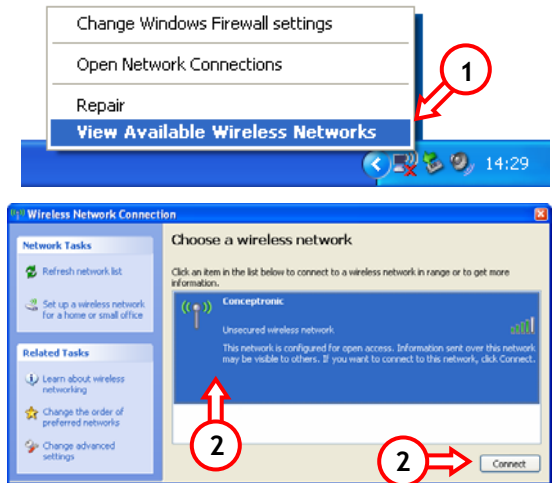 Change Windows Firewall settings
Open Network Connections
Repair
View Available Wireless Networks
1
14:29
Wireless Network Connection
Network Tasks
Refresh network list
Set up a wireless network
for a home or small office
Related Tasks
Learn about wireless
networking
Change the order of
preferred networks
Change advanced
settings
Choose a wireless network
Click an item in the list below to connect to a wireless network in range or to get more
information.
Conceptronic
Unsecured wireless network
This network is configured for open access. Information sent over this network
may be visible to others. If you want to connect to this network, click Connect.
2
2
Connect